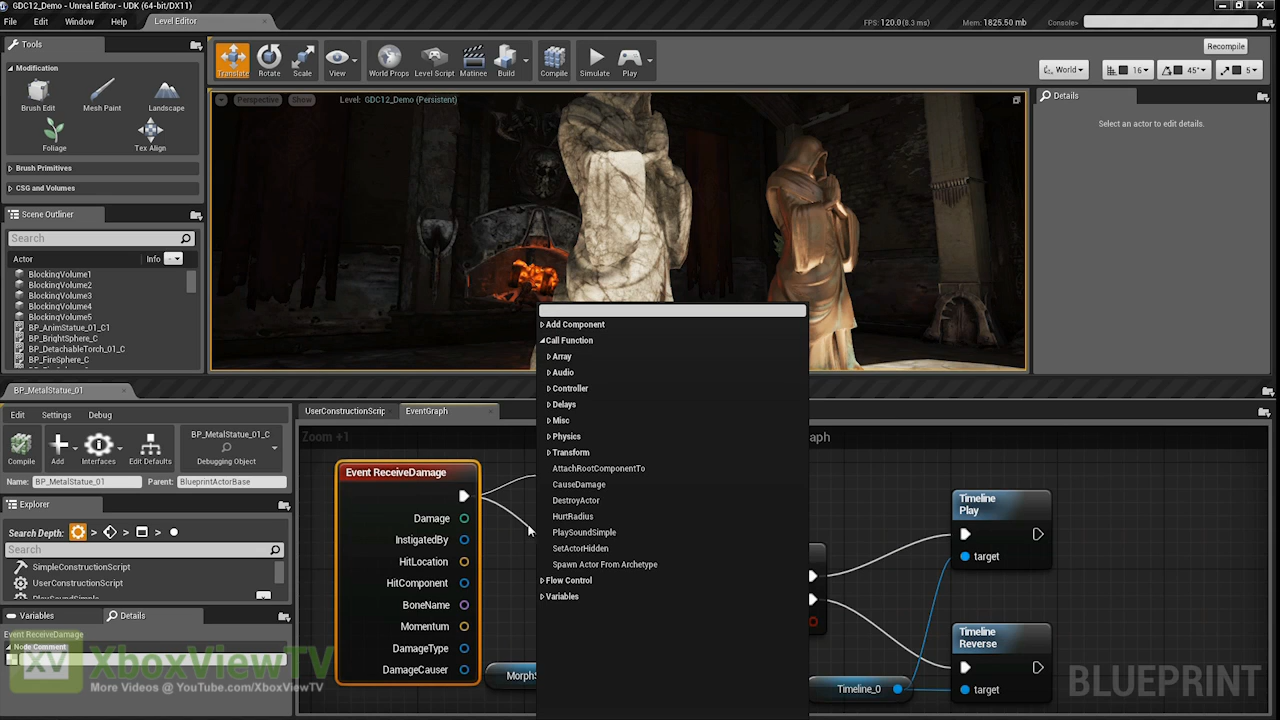 GDC12_Demo - Unreal Editor - UDK (64-bit/DX11)
File Edit Window Help Level Editor
FPS: 120.0 (8.3 ms) Mem: 1825.50 mb Console>
Tools
Recompile
Modification
Translate Rotate Scale View World Props Level Script Matinee Build Compile Simulate Play
World 16 45° 5
Brush Edit Mesh Paint Landscape
Foliage Tex Align
Perspective Show Level: GDC12_Demo (Persistent)
Details
Select an actor to edit details.
Brush Primitives
CSG and Volumes
Scene Outliner
Search
Actor Info
BlockingVolume1
BlockingVolume2
BlockingVolume3
BlockingVolume4
BlockingVolume5
BP_AnimStatue_01_C1
BP_BrightSphere_C
BP_DetachableTorch_01_C
BP_FireSphere_C
BP_MetalStatue_01
Edit Settings Debug
Compile Add Interfaces Edit Defaults
BP_MetalStatue_01_C
Debugging Object
Name: BP_MetalStatue_01 Parent: BlueprintActorBase
Explorer
Search Depth: > > >
Search
SimpleConstructionScript
UserConstructionScript
PlaySoundSimple
Variables Details
Event ReceiveDamage
Node Comment
UserConstructionScrip EventGraph
Zoom +1
aph
Event ReceiveDamage
Damage
InstigatedBy
HitLocation
HitComponent
BoneName
Momentum
DamageType
DamageCauser
Add Component
Call Function
Array
Audio
Controller
Delays
Misc
Physics
Transform
AttachRootComponentTo
CauseDamage
DestroyActor
HurtRadius
PlaySoundSimple
SetActorHidden
Spawn Actor From Archetype
Flow Control
Variables
MorphS
Timeline
Play
target
Timeline
Reverse
target
Timeline_0
BLUEPRINT
XV XboxViewTV
More Videos @ YouTube.com/XboxViewTV